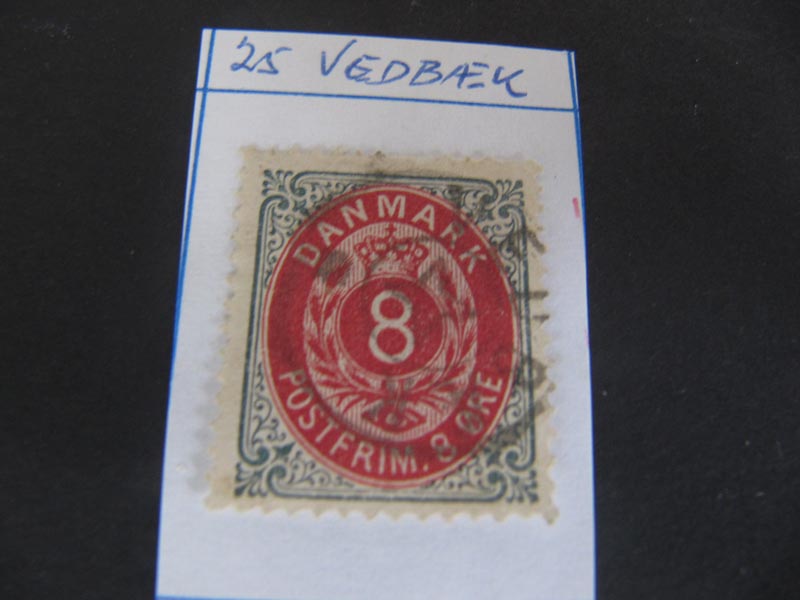 25 VEDBÆK
DANMARK
8
POSTFRIM. 8 ØRE